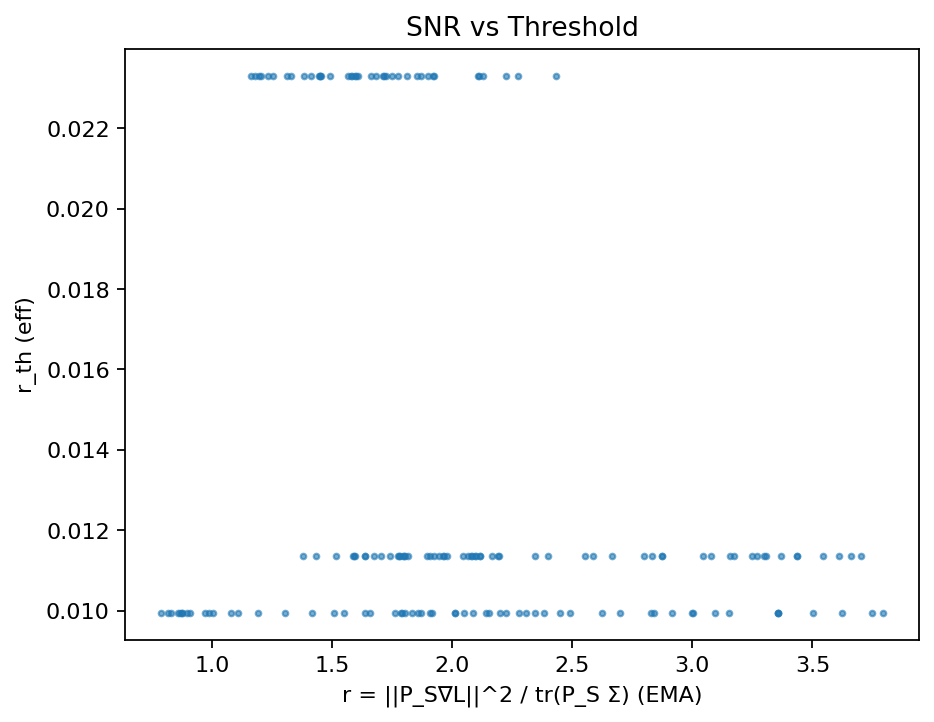 SNR vs Threshold
r_th (eff)
0.022
0.020
0.018
0.016
0.014
0.012
0.010
1.0 1.5 2.0 2.5 3.0 3.5
r = ||P_S∇L||^2 / tr(P_S Σ) (EMA)